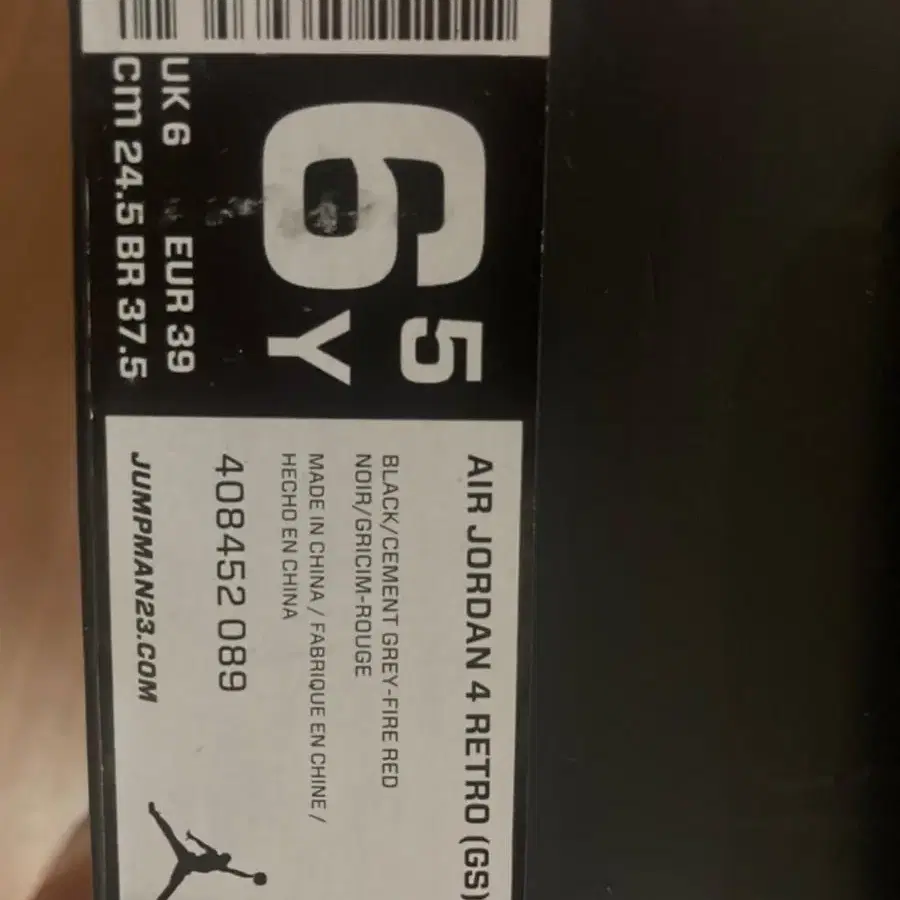 AIR JORDAN 4 RETRO (GS)
BLACK/CEMENT GREY-FIRE RED
NOIR/GRICIM-ROUGE
MADE IN CHINA / FABRIQUE EN CHINE /
HECHO EN CHINA
408452 089
JUMPMAN23.COM
6 5
Y
UK 6 EUR 39
cm 24.5 BR 37.5